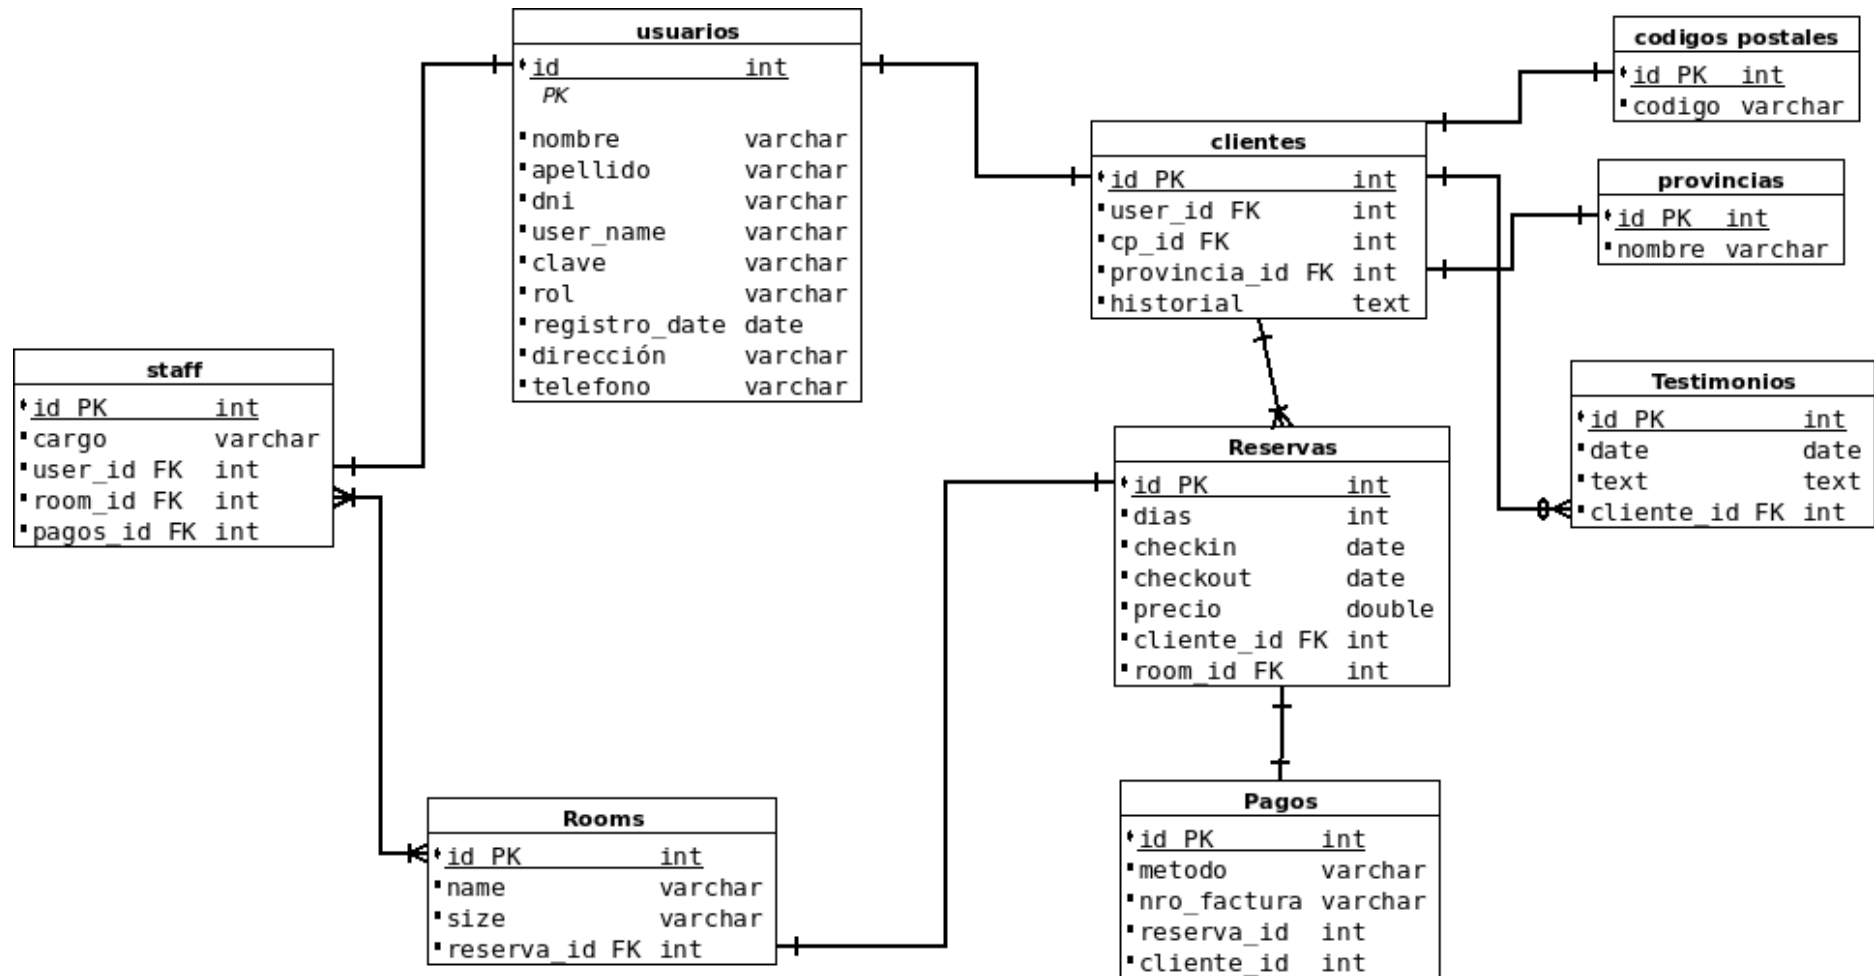 usuarios
id int
PK
nombre varchar
apellido varchar
dni varchar
user_name varchar
clave varchar
rol varchar
registro_date date
dirección varchar
telefono varchar
codigos postales
id PK int
codigo varchar
clientes
id PK int
user_id FK int
cp_id FK int
provincia_id FK int
historial text
provincias
id PK int
nombre varchar
staff
id PK int
cargo varchar
user_id FK int
room_id FK int
pagos_id FK int
Testimonios
id PK int
date date
text text
cliente_id FK int
Reservas
id PK int
dias int
checkin date
checkout date
precio double
cliente_id FK int
room_id FK int
Rooms
id PK int
name varchar
size varchar
reserva_id FK int
Pagos
id PK int
metodo varchar
nro_factura varchar
reserva_id int
cliente_id int